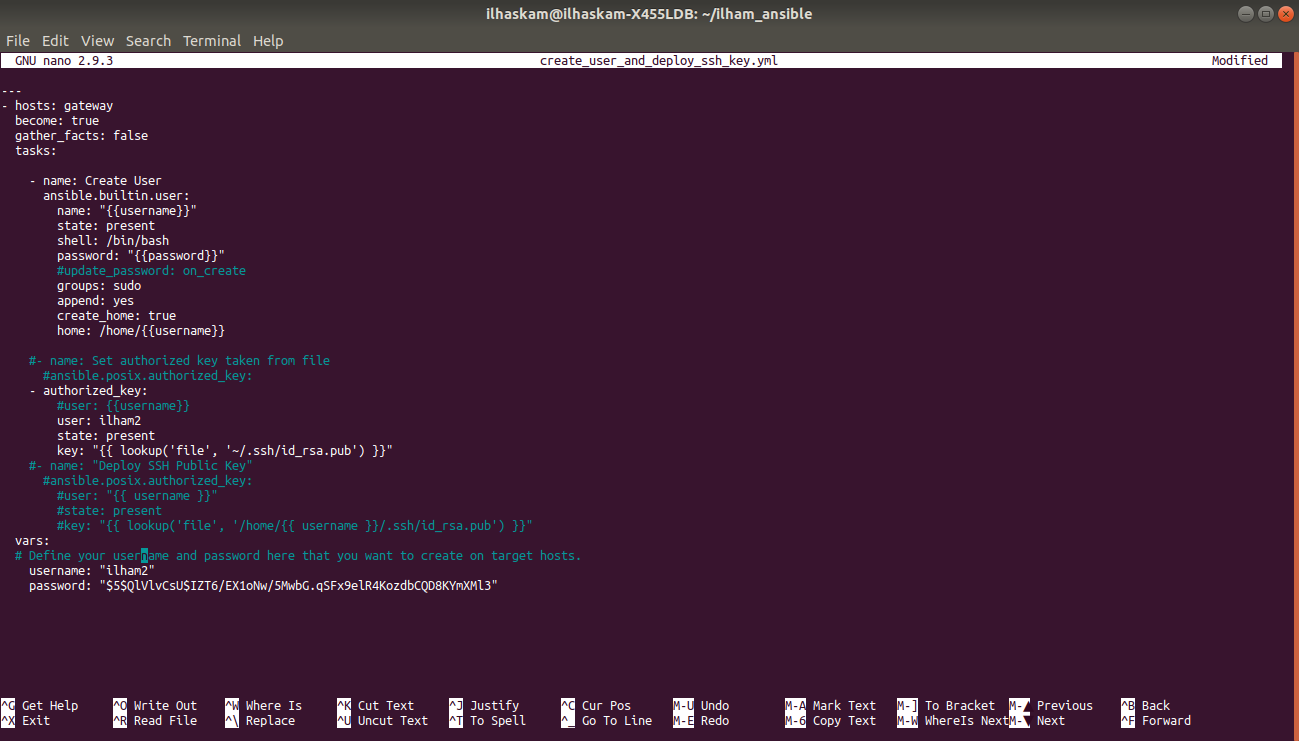 ilhaskam@ilhaskam-X455LDB: ~/ilham_ansible
File Edit View Search Terminal Help
GNU nano 2.9.3 create_user_and_deploy_ssh_key.yml Modified
---
- hosts: gateway
  become: true
  gather_facts: false
  tasks:

    - name: Create User
      ansible.builtin.user:
        name: "{{username}}"
        state: present
        shell: /bin/bash
        password: "{{password}}"
        #update_password: on_create
        groups: sudo
        append: yes
        create_home: true
        home: /home/{{username}}

    #- name: Set authorized key taken from file
      #ansible.posix.authorized_key:
    - authorized_key:
        #user: {{username}}
        user: ilham2
        state: present
        key: "{{ lookup('file', '~/.ssh/id_rsa.pub') }}"
    #- name: "Deploy SSH Public Key"
      #ansible.posix.authorized_key:
        #user: "{{ username }}"
        #state: present
        #key: "{{ lookup('file', '/home/{{ username }}/.ssh/id_rsa.pub') }}"
  vars:
  # Define your username and password here that you want to create on target hosts.
    username: "ilham2"
    password: "$5$QlVlvCsU$IZT6/EX1oNw/5MwbG.qSFx9elR4KozdbCQD8KYmXMl3"
^G Get Help ^O Write Out ^W Where Is ^K Cut Text ^J Justify ^C Cur Pos M-U Undo M-A Mark Text M-] To Bracket M-▲ Previous ^B Back
^X Exit ^R Read File ^\ Replace ^U Uncut Text ^T To Spell ^_ Go To Line M-E Redo M-6 Copy Text M-W WhereIs Next M-▼ Next ^F Forward